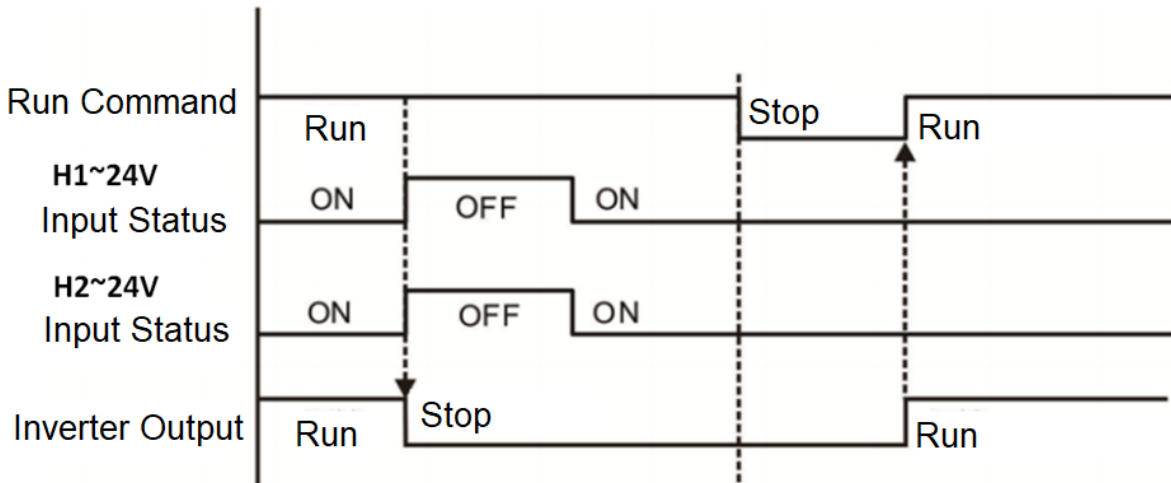 Run Command
Run
Stop
Run
H1~24V
Input Status
ON
OFF
ON
H2~24V
Input Status
ON
OFF
ON
Inverter Output
Run
Stop
Run